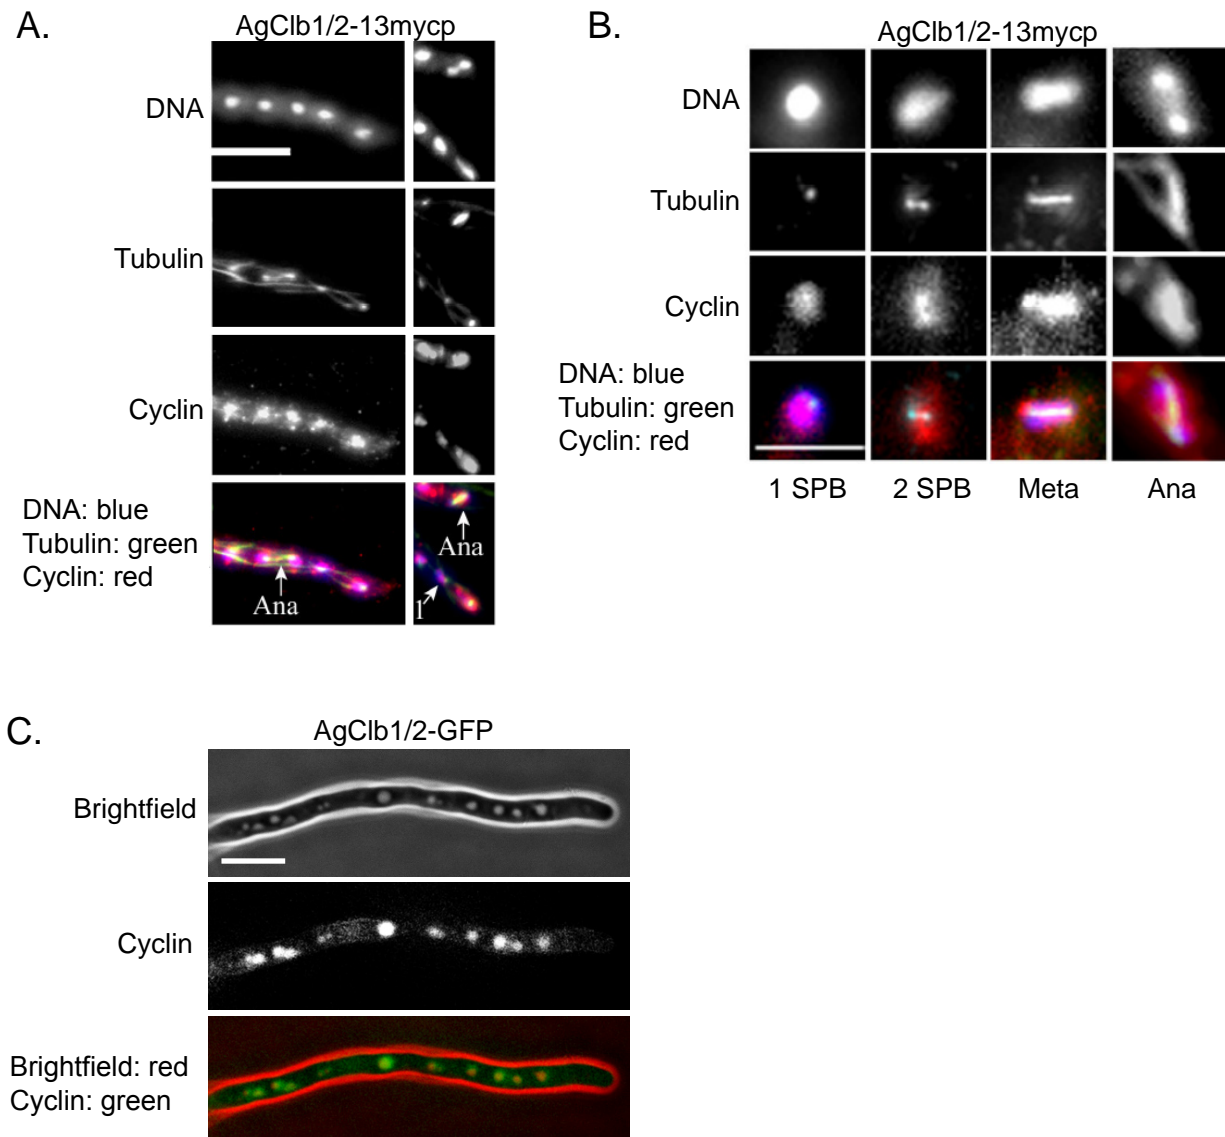 A.
AgClb1/2-13mycp
DNA
Tubulin
Cyclin
DNA: blue
Tubulin: green
Cyclin: red
Ana
Ana
1
B.
AgClb1/2-13mycp
DNA
Tubulin
Cyclin
DNA: blue
Tubulin: green
Cyclin: red
1 SPB
2 SPB
Meta
Ana
C.
AgClb1/2-GFP
Brightfield
Cyclin
Brightfield: red
Cyclin: green